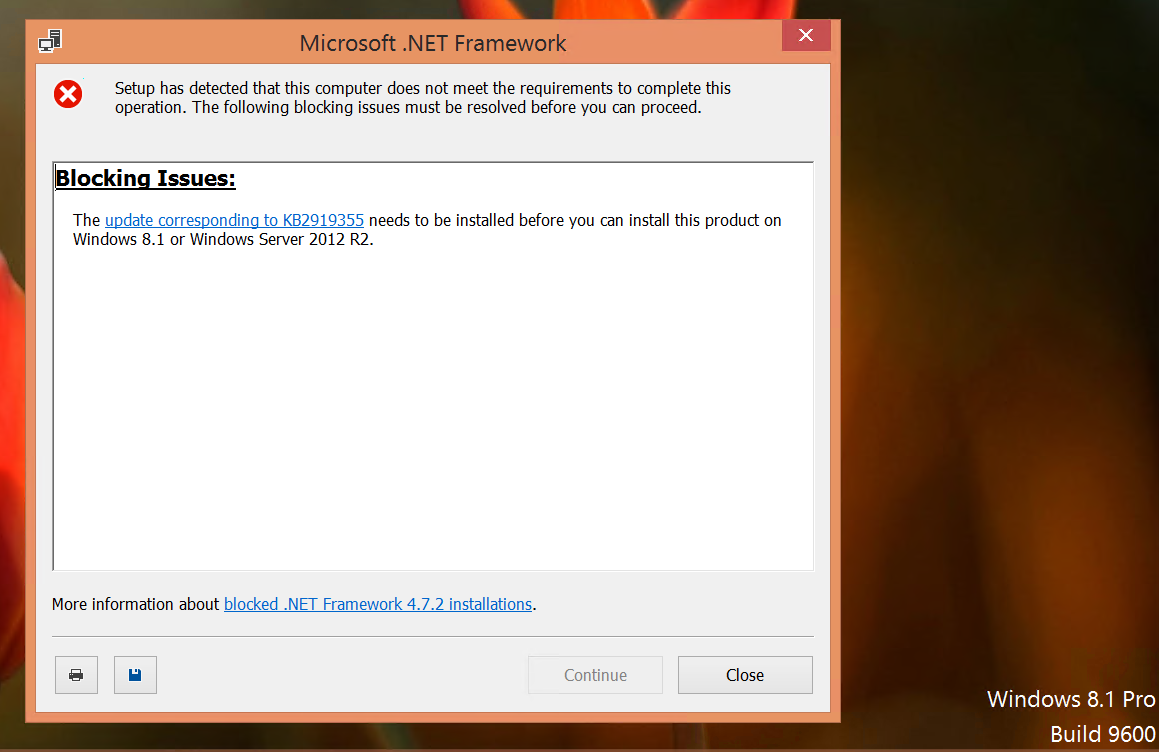 Microsoft .NET Framework
Setup has detected that this computer does not meet the requirements to complete this
operation. The following blocking issues must be resolved before you can proceed.
Blocking Issues:
The update corresponding to KB2919355 needs to be installed before you can install this product on
Windows 8.1 or Windows Server 2012 R2.
More information about blocked .NET Framework 4.7.2 installations.
Continue
Close
Windows 8.1 Pro
Build 9600